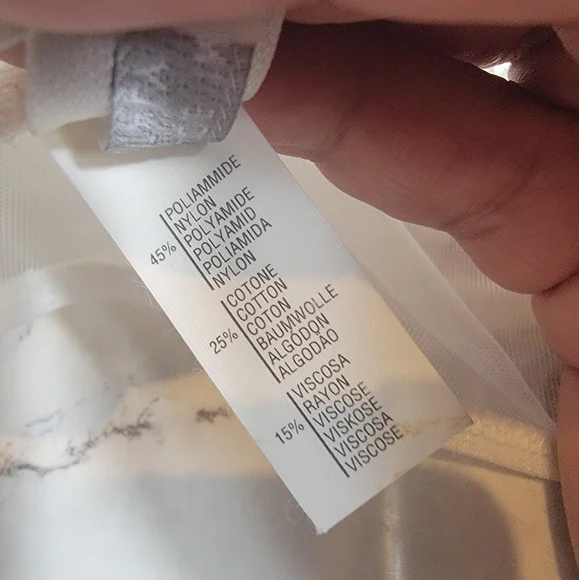 POLIAMMIDE
NYLON
POLYAMIDE
45% POLYAMID
POLIAMIDA
NYLON
COTONE
COTTON
COTON
25% BAUMWOLLE
ALGODON
ALGODAO
VISCOSA
RAYON
VISCOSE
15% VISKOSE
VISCOSA
VISCOSE